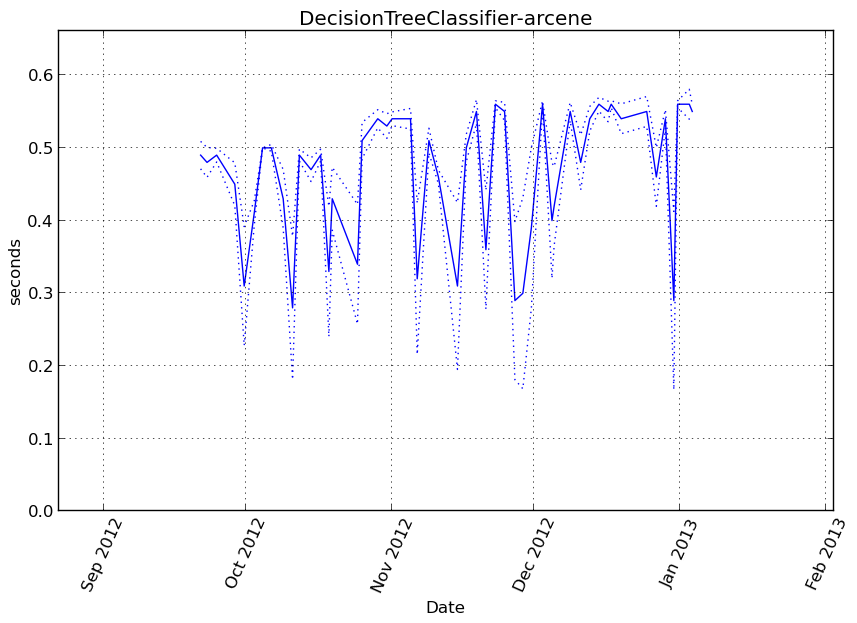 DecisionTreeClassifier-arcene
seconds
0.6
0.5
0.4
0.3
0.2
0.1
0.0
Sep 2012
Oct 2012
Nov 2012
Dec 2012
Jan 2013
Feb 2013
Date